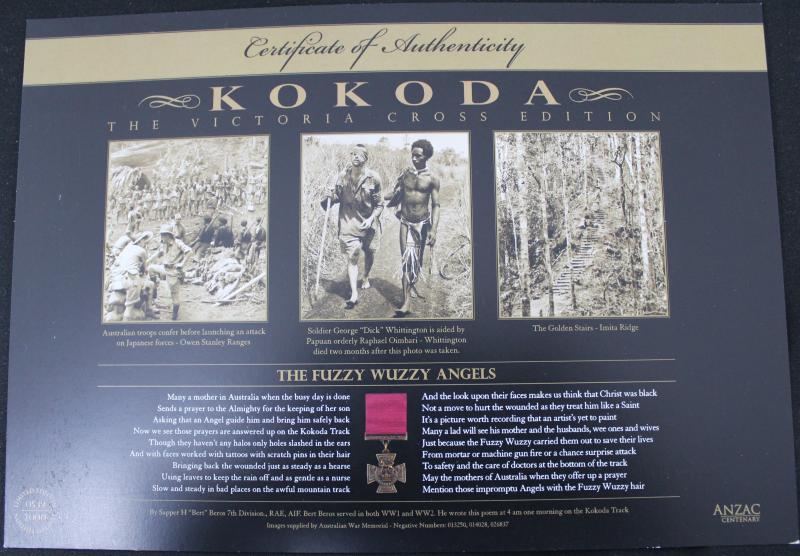 Certificate of Authenticity
KOKODA
THE VICTORIA CROSS EDITION
Australian troops confer before launching an attack
on Japanese forces - Owen Stanley Ranges
Soldier George "Dick" Whittington is aided by
Papuan orderly Raphael Oimbari - Whittington
died two months after this photo was taken.
The Golden Stairs - Imita Ridge
THE FUZZY WUZZY ANGELS
Many a mother in Australia when the busy day is done
Sends a prayer to the Almighty for the keeping of her son
Asking that an Angel guide him and bring him safely back
Now we see those prayers are answered up on the Kokoda Track
Though they haven't any halos only holes slashed in the ears
And with faces worked with tattoos with scratch pins in their hair
Bringing back the wounded just as steady as a hearse
Using leaves to keep the rain off and as gentle as a nurse
Slow and steady in bad places on the awful mountain track
And the look upon their faces makes us think that Christ was black
Not a move to hurt the wounded as they treat him like a Saint
It's a picture worth recording that an artist's yet to paint
Many a lad will see his mother and the husbands, wee ones and wives
Just because the Fuzzy Wuzzy carried them out to save their lives
From mortar or machine gun fire or a chance surprise attack
To safety and the care of doctors at the bottom of the track
May the mothers of Australia when they offer up a prayer
Mention those impromptu Angels with the Fuzzy Wuzzy hair
By Sapper H "Bert" Beros 7th Division., RAE, AIF. Bert Beros served in both WW1 and WW2. He wrote this poem at 4 am one morning on the Kokoda Track
Images supplied by Australian War Memorial - Negative Numbers: 013250, 014028, 026837
ANZAC
CENTENARY